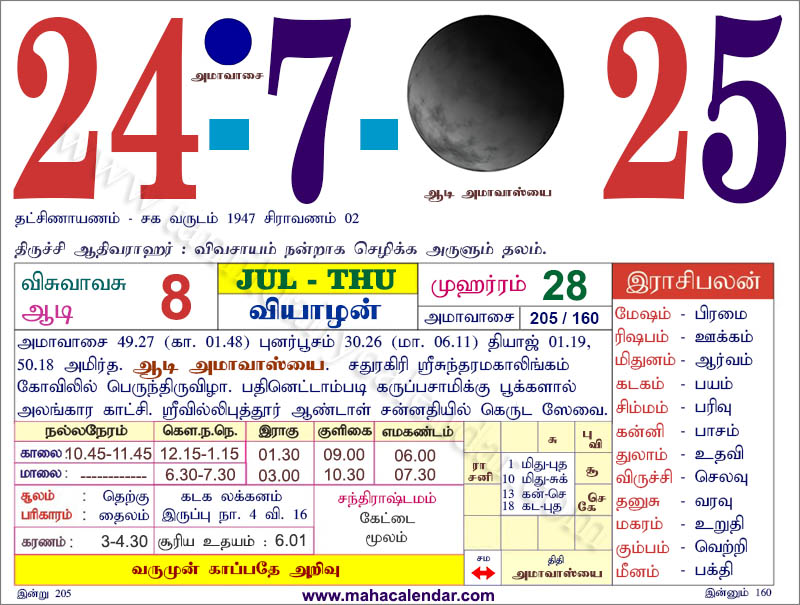 24-7- 25
அமாவாசை
ஆடி அமாவாஸ்யை
தட்சிணாயணம் - சக வருடம் 1947 சிராவணம் 02
திருச்சி ஆதிவராஹர் : விவசாயம் நன்றாக செழிக்க அருளும் தலம்.
விசுவாவசு
ஆடி 8
JUL - THU
வியாழன்
முஹர்ரம் 28
அமாவாசை 205 / 160
அமாவாசை 49.27 (கா. 01.48) புனர்பூசம் 30.26 (மா. 06.11) தியாஜ் 01.19,
50.18 அமிர்த. ஆடி அமாவாஸ்யை. சதுரகிரி ஸ்ரீசுந்தரமகாலிங்கம்
கோவிலில் பெருந்திருவிழா. பதினெட்டாம்படி கருப்பசாமிக்கு பூக்களால்
அலங்கார காட்சி. ஸ்ரீவில்லிபுத்தூர் ஆண்டாள் சன்னதியில் கெருட ஸேவை.
இராசிபலன்
மேஷம் - பிரமை
ரிஷபம் - ஊக்கம்
மிதுனம் - ஆர்வம்
கடகம் - பயம்
சிம்மம் - பரிவு
கன்னி - பாசம்
துலாம் - உதவி
விருச்சி - செலவு
தனுசு - வரவு
மகரம் - உறுதி
கும்பம் - வெற்றி
மீனம் - பக்தி
நல்லநேரம் கௌ.ந.நெ. இராகு குளிகை எமகண்டம்
காலை: 10.45-11.45 12.15-1.15 01.30 09.00 06.00
மாலை: ------------ 6.30-7.30 03.00 10.30 07.30
சூலம் : தெற்கு
பரிகாரம் : தைலம்
கடக லக்கனம்
இருப்பு நா. 4 வி. 16
சந்திராஷ்டமம்
கேட்டை
மூலம்
கரணம் : 3-4.30 சூரிய உதயம் : 6.01
சு பு வி
ரா சனி
1 மிது-புத
10 மிது-சுக்
13 கன்-செ
18 கட-புத
சூ
செ கே
வருமுன் காப்பதே அறிவு
சம
திதி
அமாவாஸ்யை
இன்று 205 www.mahacalendar.com இன்னும் 160
www.tamildailycalendar.com